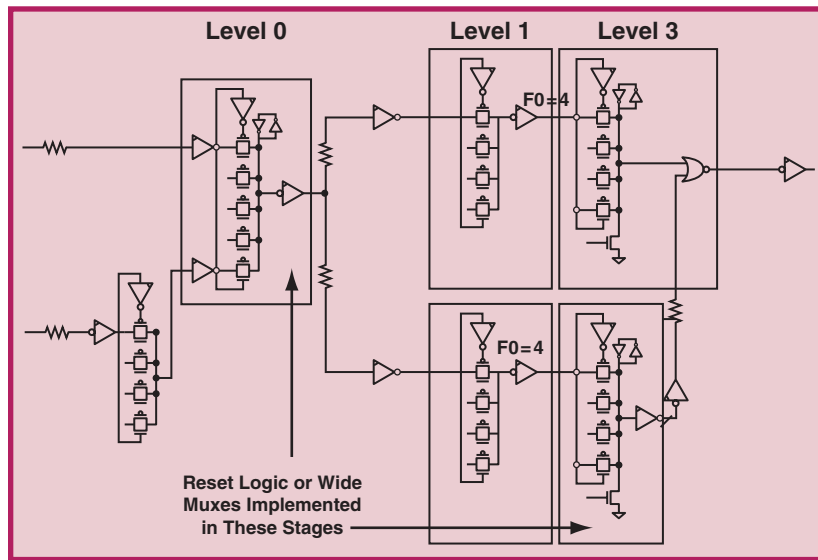 Level 0
Level 1
Level 3
F0=4
F0=4
Reset Logic or Wide
Muxes Implemented
in These Stages